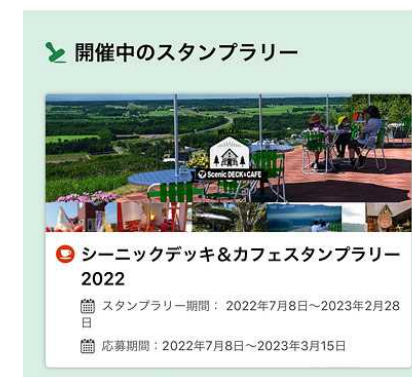 開催中のスタンプラリー
Scenic DECK&CAFE
シーニックデッキ&カフェスタンプラリー
2022
スタンプラリー期間： 2022年7月8日〜2023年2月28
日
応募期間：2022年7月8日〜2023年3月15日